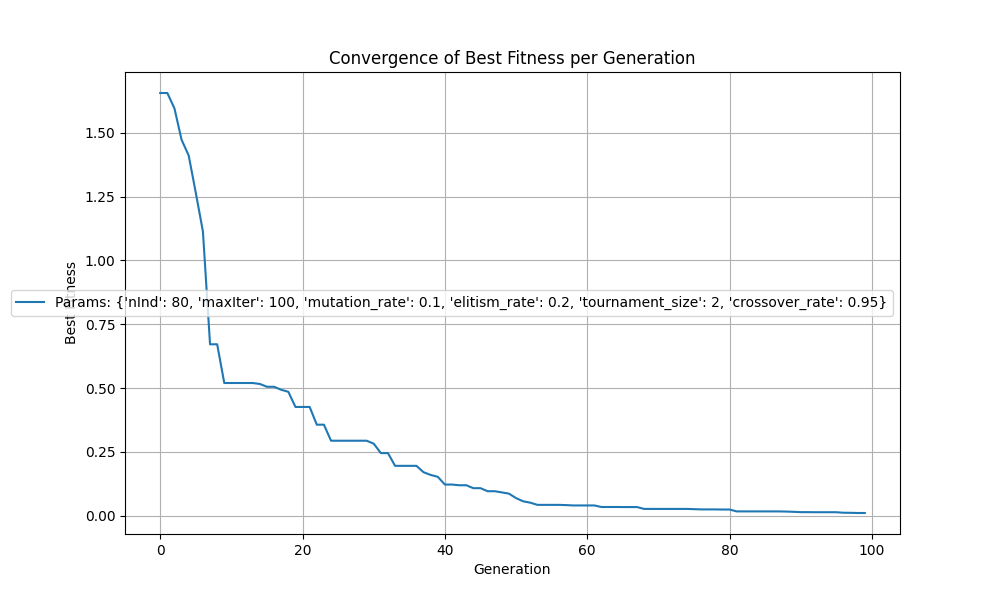 Convergence of Best Fitness per Generation
1.50
1.25
1.00
Best Fitness
Params: {'nInd': 80, 'maxIter': 100, 'mutation_rate': 0.1, 'elitism_rate': 0.2, 'tournament_size': 2, 'crossover_rate': 0.95}
0.75
0.50
0.25
0.00
0 20 40 60 80 100
Generation